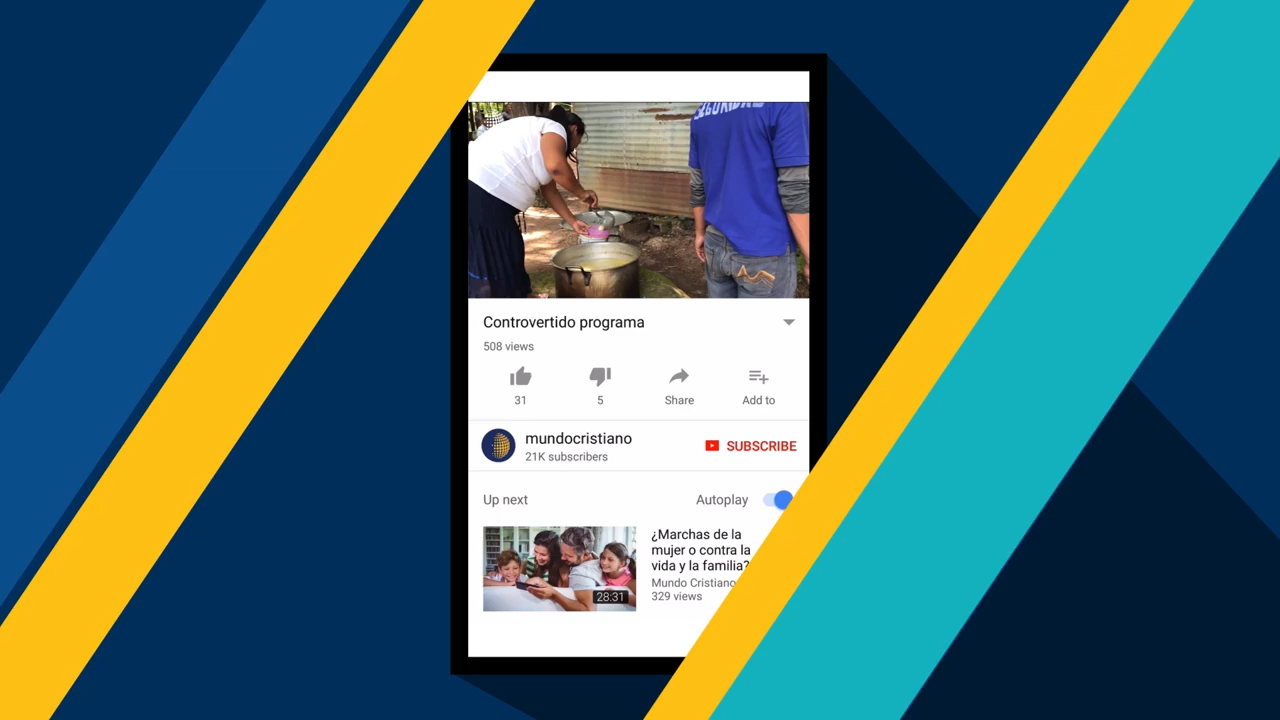 SEGURIDAD
Controvertido programa
508 views
31
5
Share
Add to
mundocristiano
21K subscribers
SUBSCRIBE
Up next
Autoplay
¿Marchas de la
mujer o contra la
vida y la familia?
Mundo Cristiano
329 views
28:31